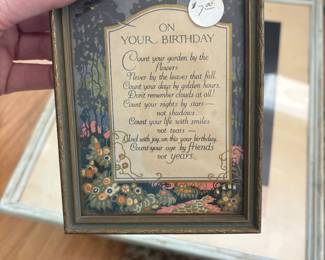 $7.00
ON
YOUR BIRTHDAY
Count your garden by the
flowers
Never by the leaves that fall.
Count your days by golden hours.
Don't remember clouds at all!
Count your nights by stars —
not shadows.
Count your life with smiles
not tears —
And with joy, on this your birthday,
Count your age by friends
not years.